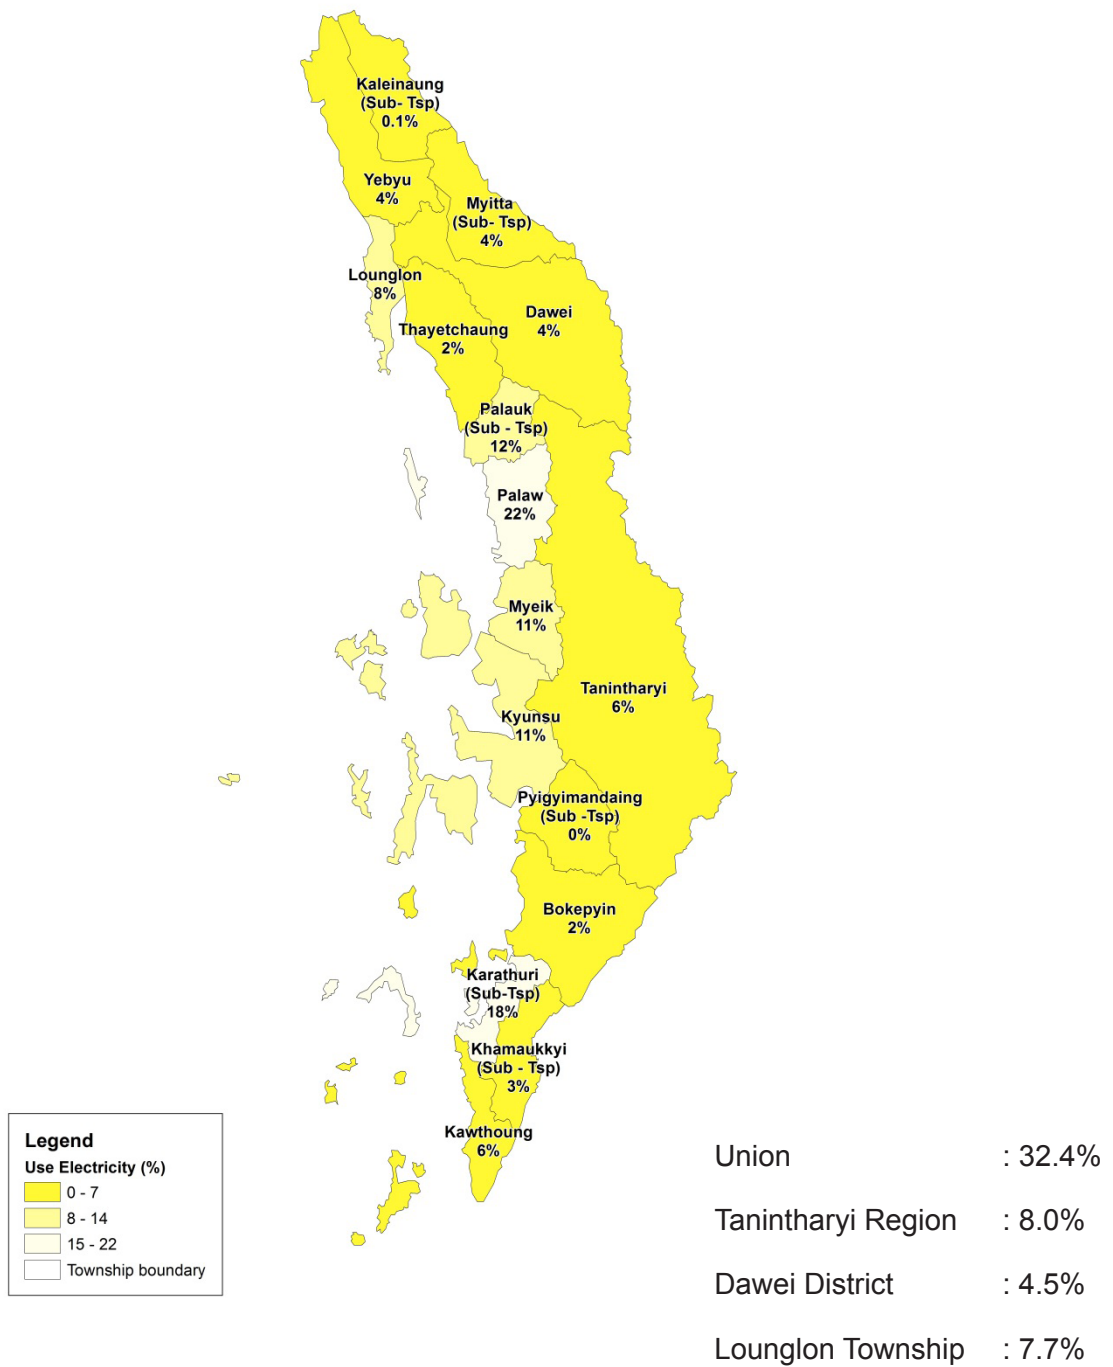 Kaleinaung
(Sub- Tsp)
0.1%
Yebyu
4%
Myitta
(Sub- Tsp)
4%
Lounglon
8%
Dawei
4%
Thayetchaung
2%
Palauk
(Sub - Tsp)
12%
Palaw
22%
Myeik
11%
Tanintharyi
6%
Kyunsu
11%
Pyigyimandaing
(Sub -Tsp)
0%
Bokepyin
2%
Karathuri
(Sub-Tsp)
18%
Khamaukkyi
(Sub - Tsp)
3%
Kawthoung
6%
Legend
Use Electricity (%)
0 - 7
8 - 14
15 - 22
Township boundary
Union : 32.4%
Tanintharyi Region : 8.0%
Dawei District : 4.5%
Lounglon Township : 7.7%